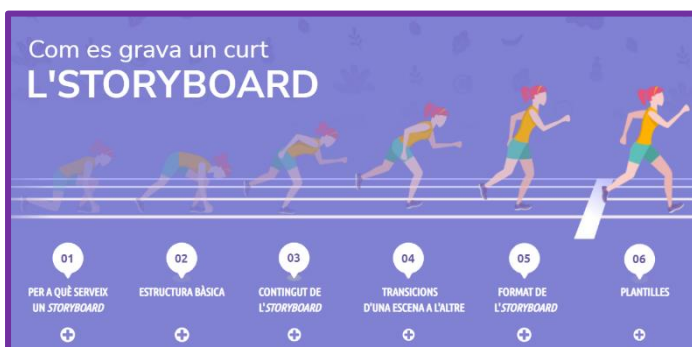 Com es grava un curt
L'STORYBOARD
01
PER A QUÈ SERVEIX
UN STORYBOARD
02
ESTRUCTURA BÀSICA
03
CONTINGUT DE
L'STORYBOARD
04
TRANSICIONS
D'UNA ESCENA A L'ALTRE
05
FORMAT DE
L'STORYBOARD
06
PLANTILLES